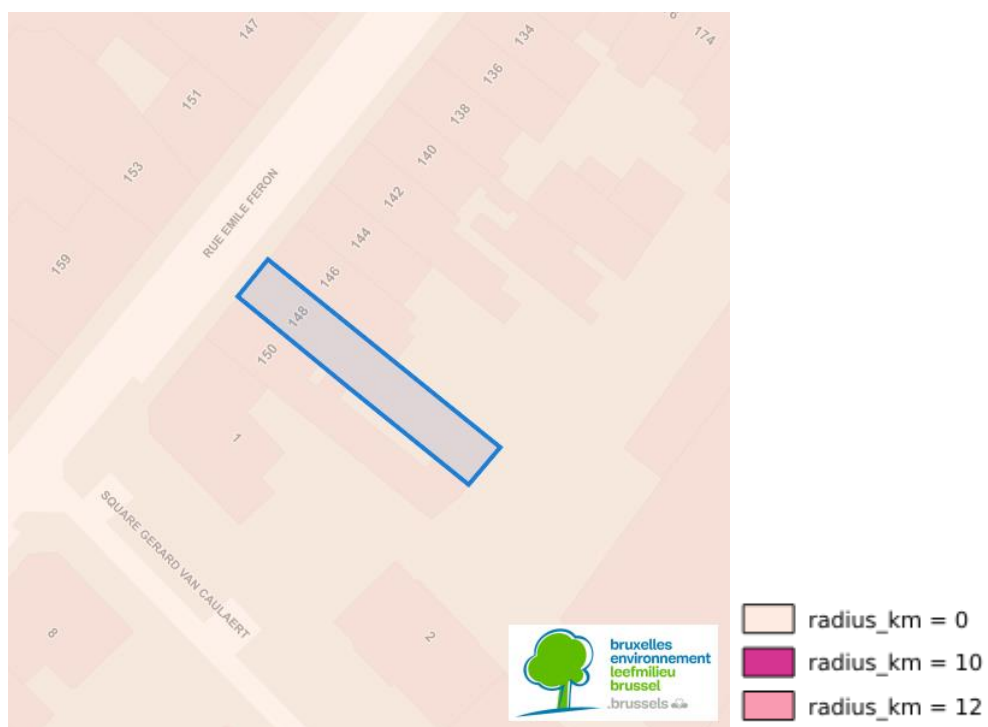 147
134
174
136
151
138
153
140
RUE EMILE FERON
142
159
144
146
148
150
1
SQUARE GERARD VAN CAULAERT
8
2
bruxelles
environnement
leefmilieu
brussel
.brussels
radius_km = 0
radius_km = 10
radius_km = 12